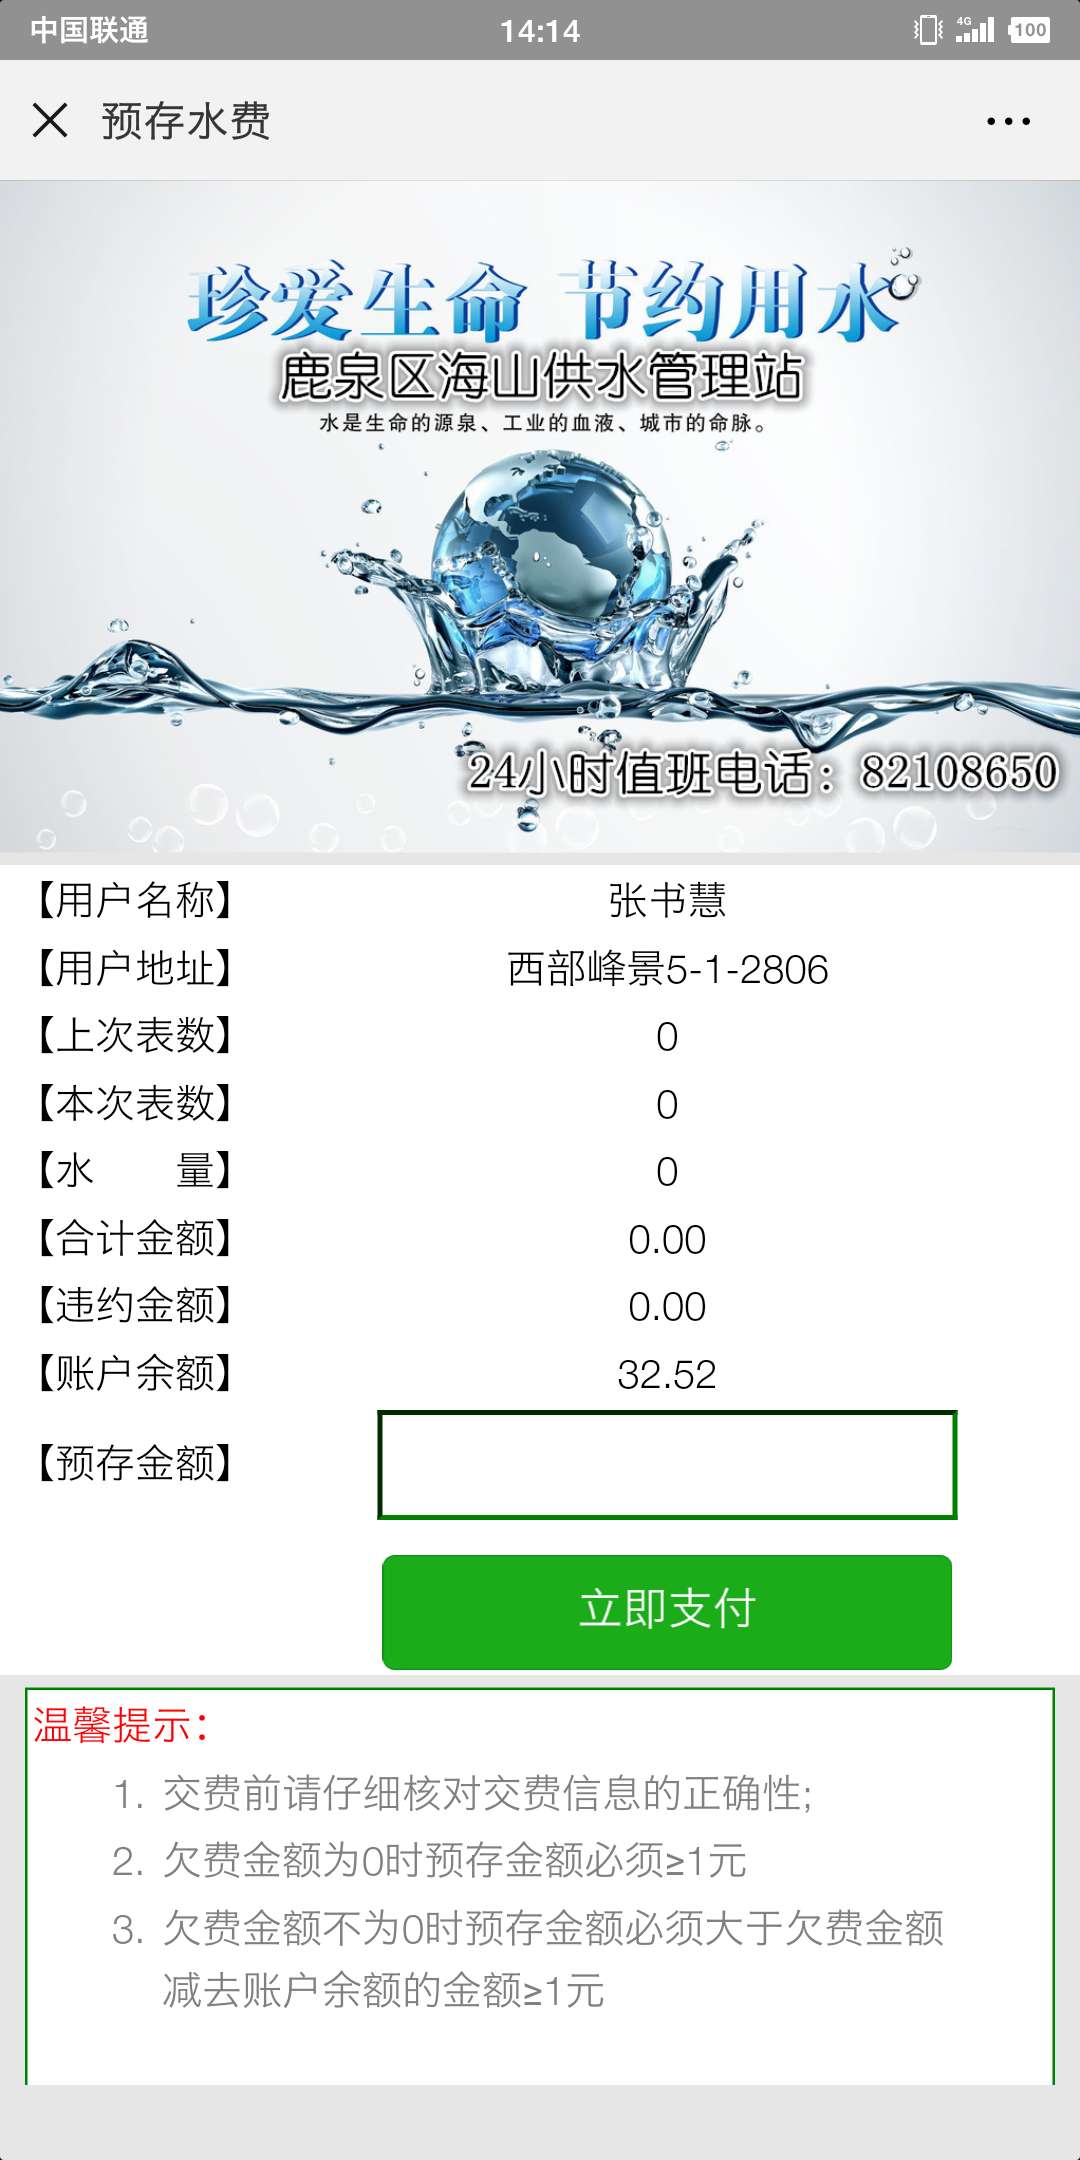 中国联通 14:14 4G 100
预存水费
珍爱生命 节约用水
鹿泉区海山供水管理站
水是生命的源泉、工业的血液、城市的命脉。
24小时值班电话：82108650
【用户名称】 张书慧
【用户地址】 西部峰景5-1-2806
【上次表数】 0
【本次表数】 0
【水　　量】 0
【合计金额】 0.00
【违约金额】 0.00
【账户余额】 32.52
【预存金额】
立即支付
温馨提示：
1. 交费前请仔细核对交费信息的正确性;
2. 欠费金额为0时预存金额必须≥1元
3. 欠费金额不为0时预存金额必须大于欠费金额
减去账户余额的金额≥1元